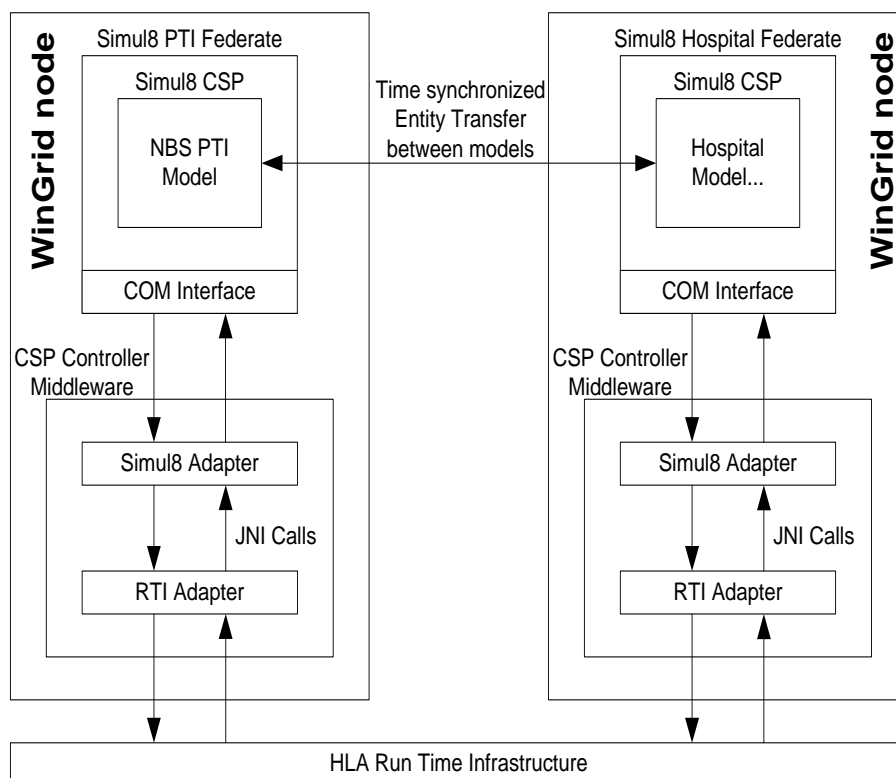 WinGrid node
Simul8 PTI Federate
Simul8 CSP
NBS PTI
Model
COM Interface
CSP Controller
Middleware
Simul8 Adapter
JNI Calls
RTI Adapter
Time synchronized
Entity Transfer
between models
Simul8 Hospital Federate
WinGrid node
Simul8 CSP
Hospital
Model...
COM Interface
CSP Controller
Middleware
Simul8 Adapter
JNI Calls
RTI Adapter
HLA Run Time Infrastructure